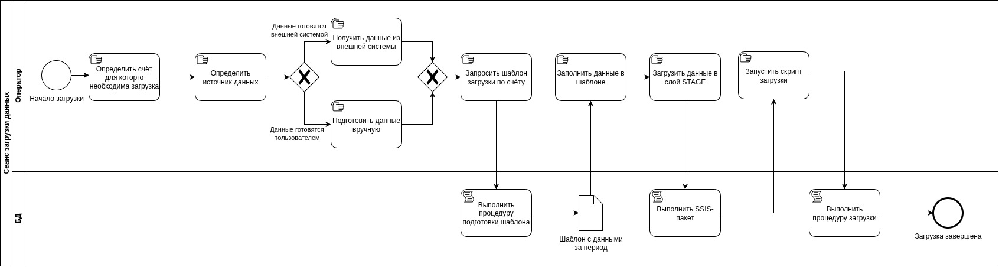 Сеанс загрузки данных
Оператор
Начало загрузки
Определить счёт
для которго
необходима загрузка
Определить
источник данных
Данные готовятся
внешней системой
Данные готовятся
пользователем
Получить данные из
внешней системы
Подготовить данные
вручную
Запросить шаблон
загрузки по счёту
Заполнить данные в
шаблоне
Загрузить данные в
слой STAGE
Запустить скрипт
загрузки
БД
Выполнить
процедуру
подготовки шаблона
Шаблон с данными
за период
Выполнить SSIS-
пакет
Выполнить
процедуру загрузки
Загрузка завершена